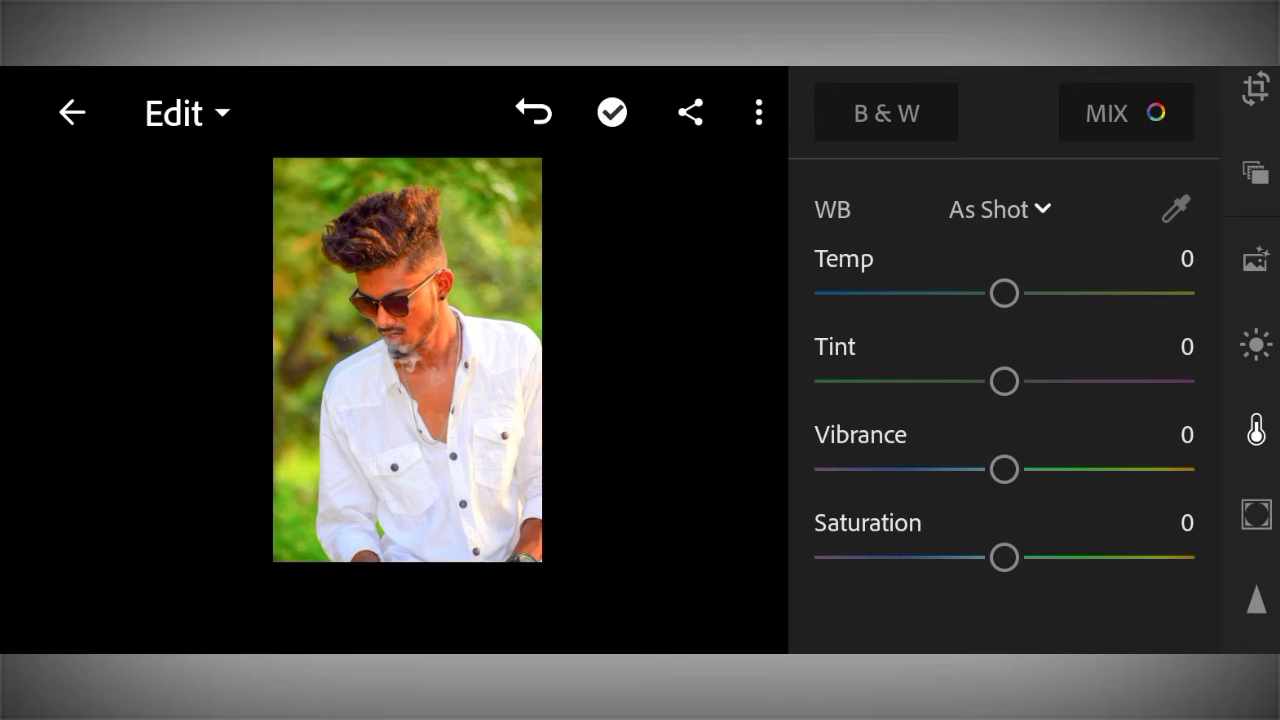 Edit
B & W
MIX
WB
As Shot
Temp
0
Tint
0
Vibrance
0
Saturation
0